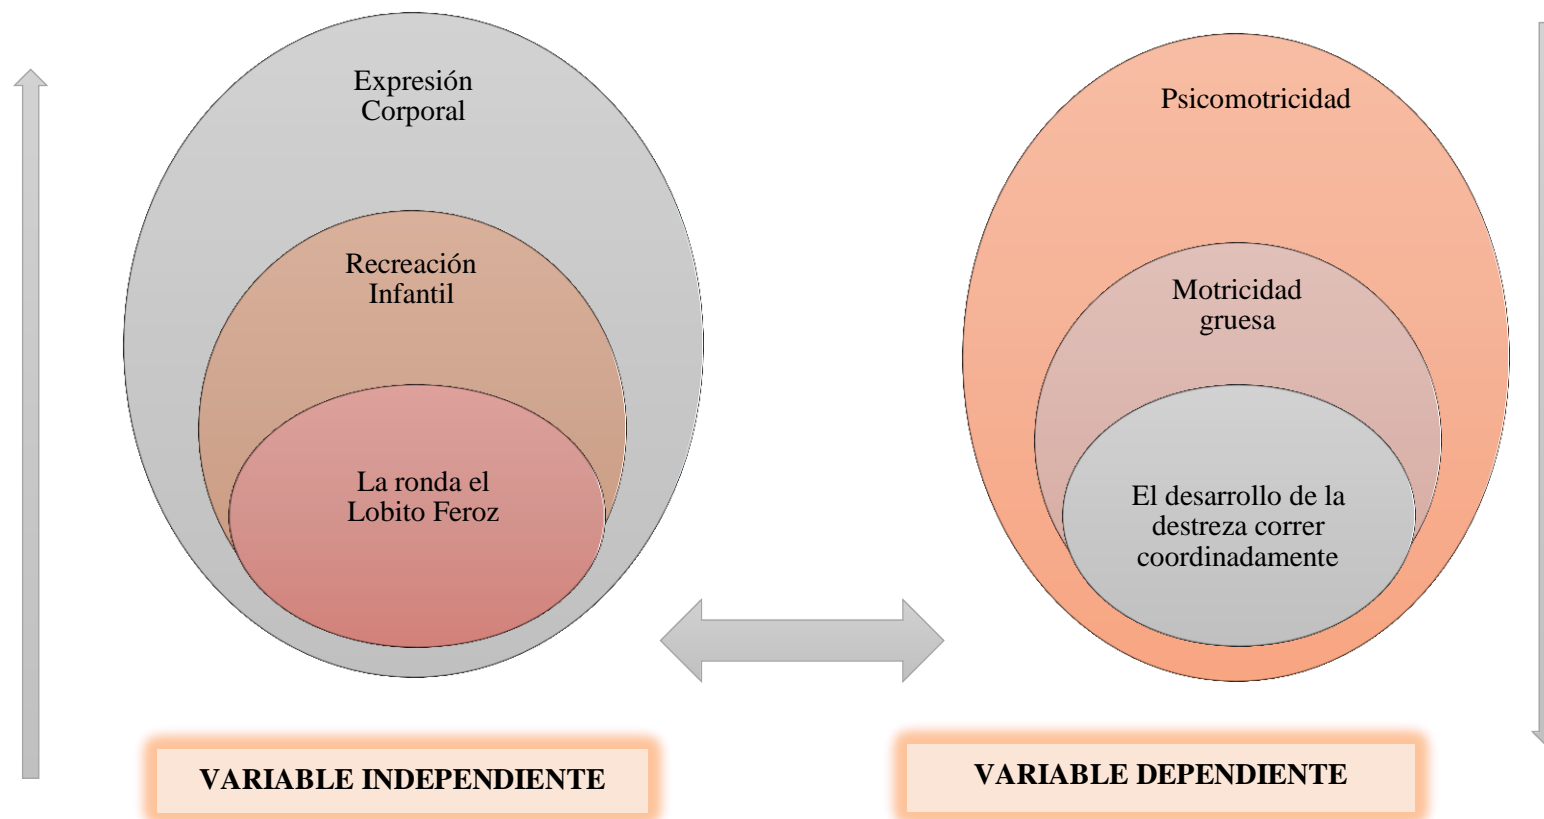 Expresión
Corporal
Recreación
Infantil
La ronda el
Lobito Feroz
VARIABLE INDEPENDIENTE
Psicomotricidad
Motricidad
gruesa
El desarrollo de la
destreza correr
coordinadamente
VARIABLE DEPENDIENTE